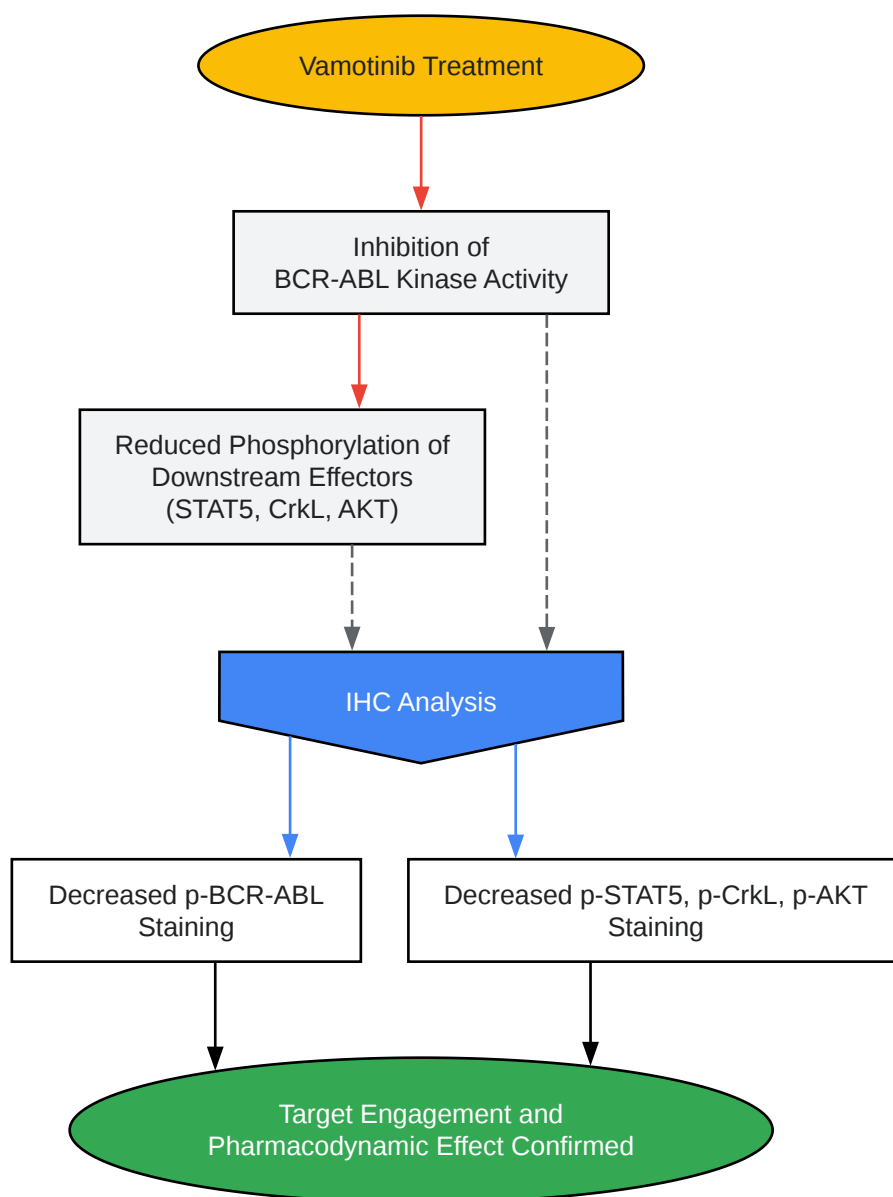 Vamotinib Treatment
Inhibition of
BCR-ABL Kinase Activity
Reduced Phosphorylation of
Downstream Effectors
(STAT5, CrkL, AKT)
IHC Analysis
Decreased p-BCR-ABL
Staining
Decreased p-STAT5, p-CrkL, p-AKT
Staining
Target Engagement and
Pharmacodynamic Effect Confirmed